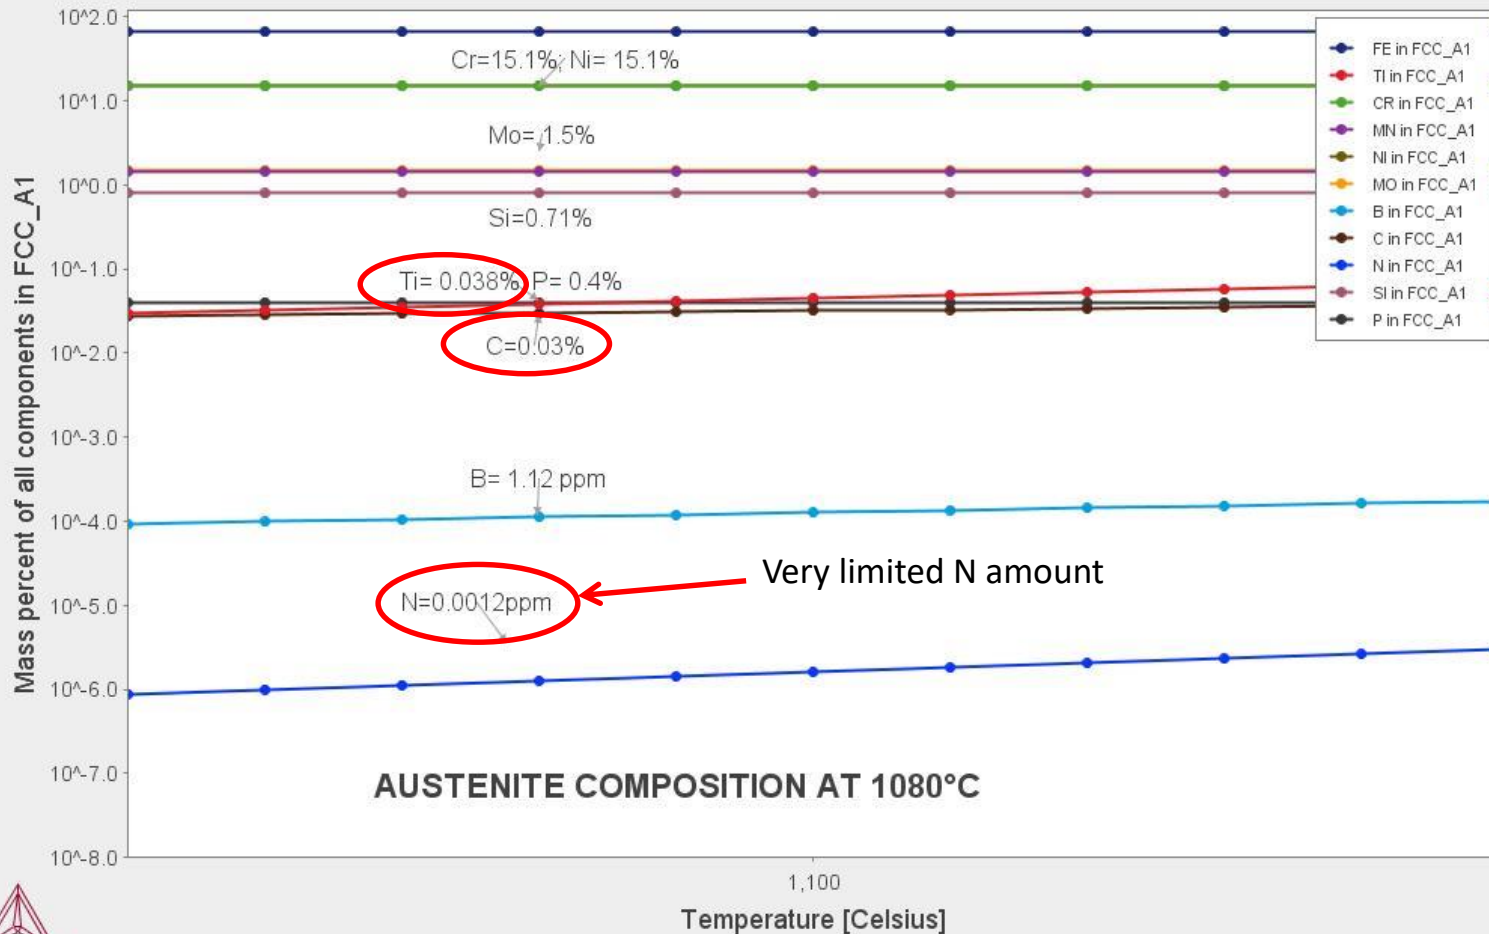 10^2.0
10^1.0
10^0.0
10^-1.0
10^-2.0
10^-3.0
10^-4.0
10^-5.0
10^-6.0
10^-7.0
10^-8.0
Mass percent of all components in FCC_A1
Cr=15.1%; Ni= 15.1%
Mo= 1.5%
Si=0.71%
Ti= 0.038% P= 0.4%
C=0.03%
B= 1.12 ppm
Very limited N amount
N=0.0012ppm
AUSTENITE COMPOSITION AT 1080°C
FE in FCC_A1
TI in FCC_A1
CR in FCC_A1
MN in FCC_A1
NI in FCC_A1
MO in FCC_A1
B in FCC_A1
C in FCC_A1
N in FCC_A1
SI in FCC_A1
P in FCC_A1
1,100
Temperature [Celsius]